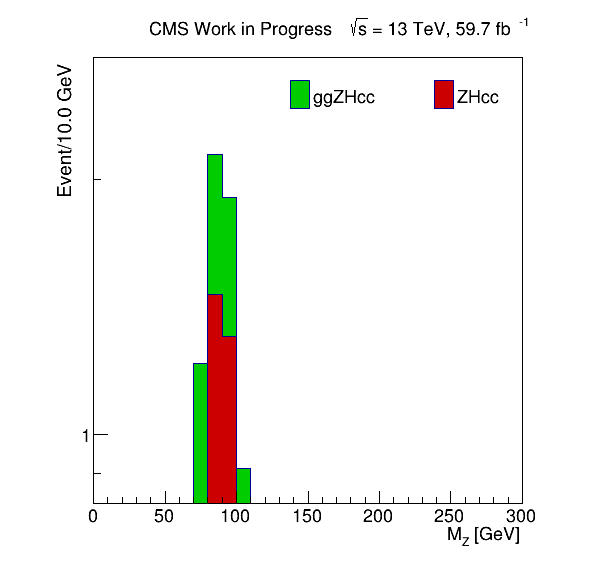 CMS Work in Progress √s = 13 TeV, 59.7 fb -1
Event/10.0 GeV
ggZHcc ZHcc
1
0 50 100 150 200 250 300
MZ [GeV]